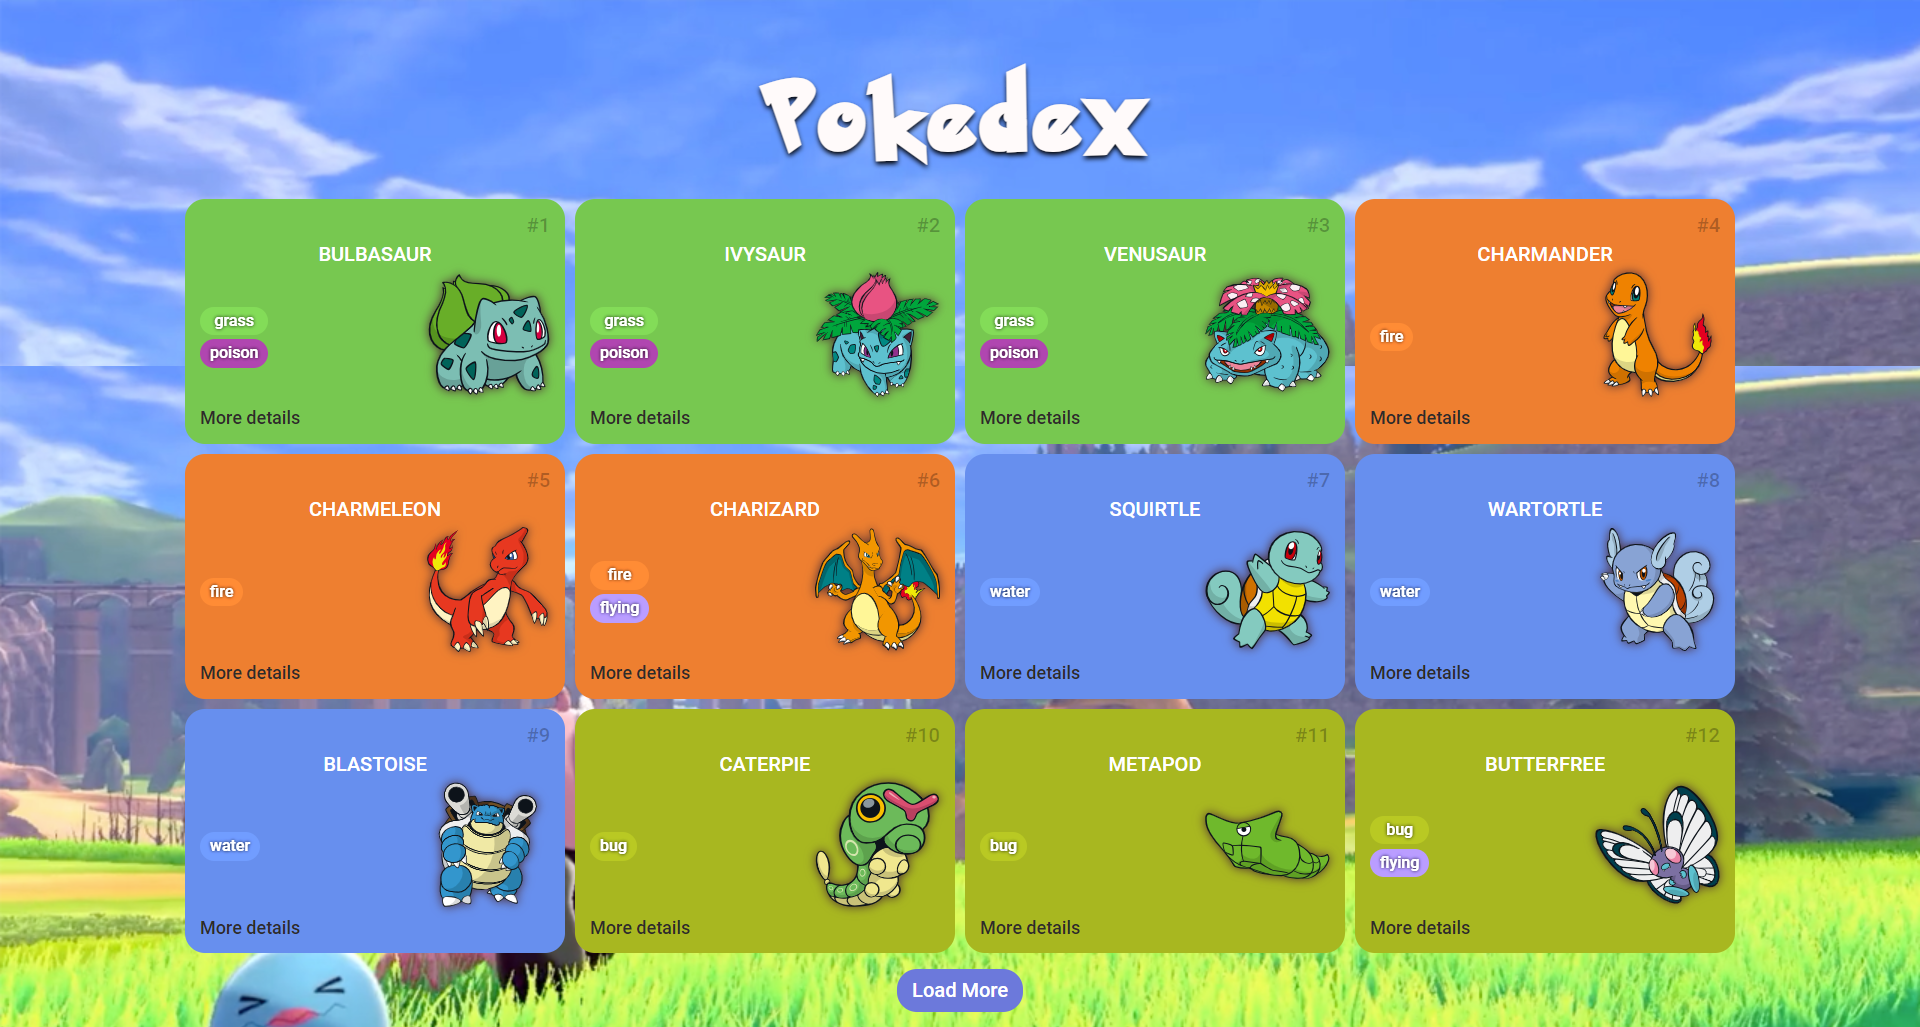 Pokedex
#1
BULBASAUR
grass
poison
More details
#2
IVYSAUR
grass
poison
More details
#3
VENUSAUR
grass
poison
More details
#4
CHARMANDER
fire
More details
#5
CHARMELEON
fire
More details
#6
CHARIZARD
fire
flying
More details
#7
SQUIRTLE
water
More details
#8
WARTORTLE
water
More details
#9
BLASTOISE
water
More details
#10
CATERPIE
bug
More details
#11
METAPOD
bug
More details
#12
BUTTERFREE
bug
flying
More details
Load More